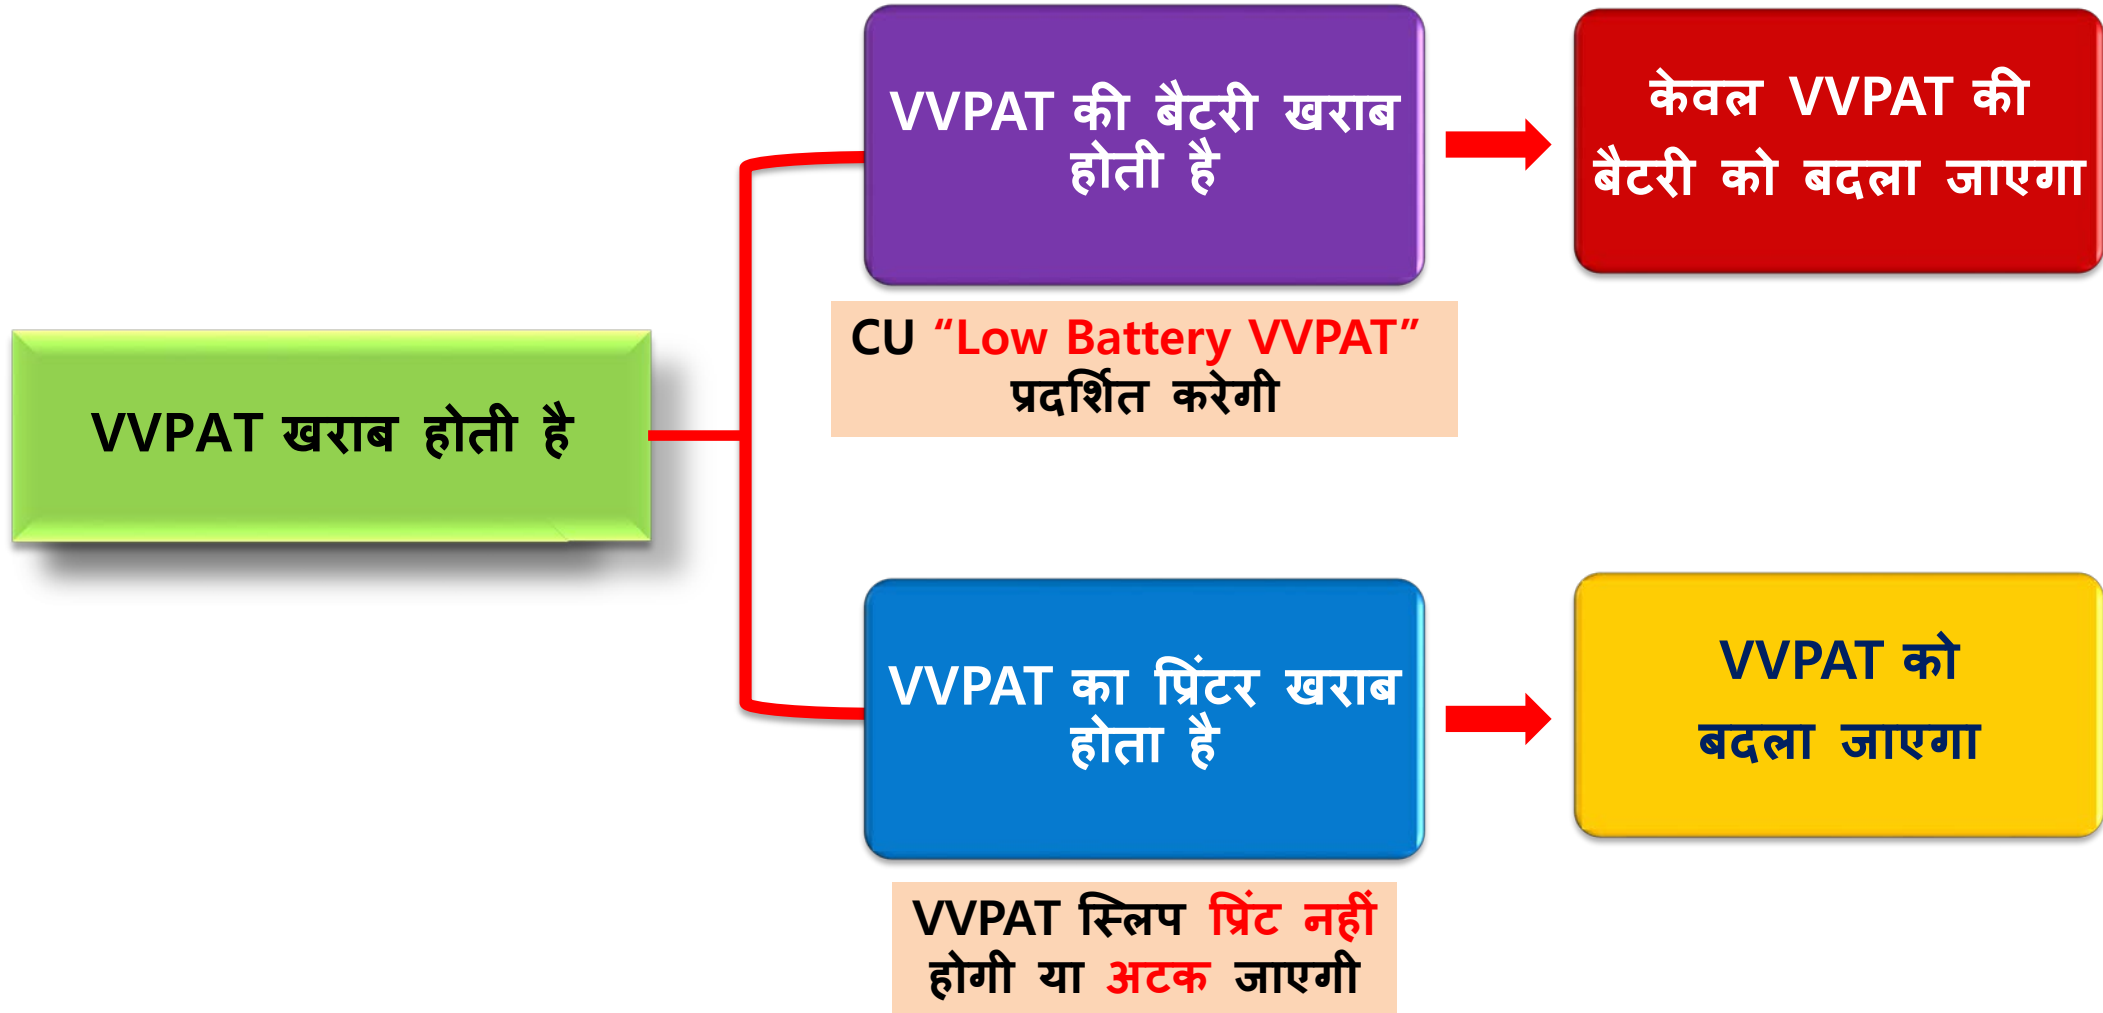 VVPAT खराब होती है
VVPAT की बैटरी खराब
होती है
CU “Low Battery VVPAT”
प्रदर्शित करेगी
केवल VVPAT की
बैटरी को बदला जाएगा
VVPAT का प्रिंटर खराब
होता है
VVPAT स्लिप प्रिंट नहीं
होगी या अटक जाएगी
VVPAT को
बदला जाएगा